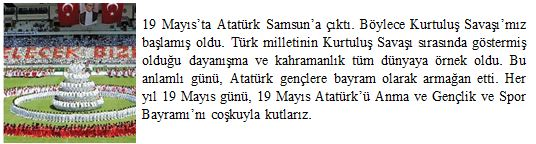 ELECEK BİZİ
19 Mayıs’ta Atatürk Samsun’a çıktı. Böylece Kurtuluş Savaşı’mız
başlamış oldu. Türk milletinin Kurtuluş Savaşı sırasında göstermiş
olduğu dayanışma ve kahramanlık tüm dünyaya örnek oldu. Bu
anlamlı günü, Atatürk gençlere bayram olarak armağan etti. Her
yıl 19 Mayıs günü, 19 Mayıs Atatürk’ü Anma ve Gençlik ve Spor
Bayramı’nı coşkuyla kutlarız.